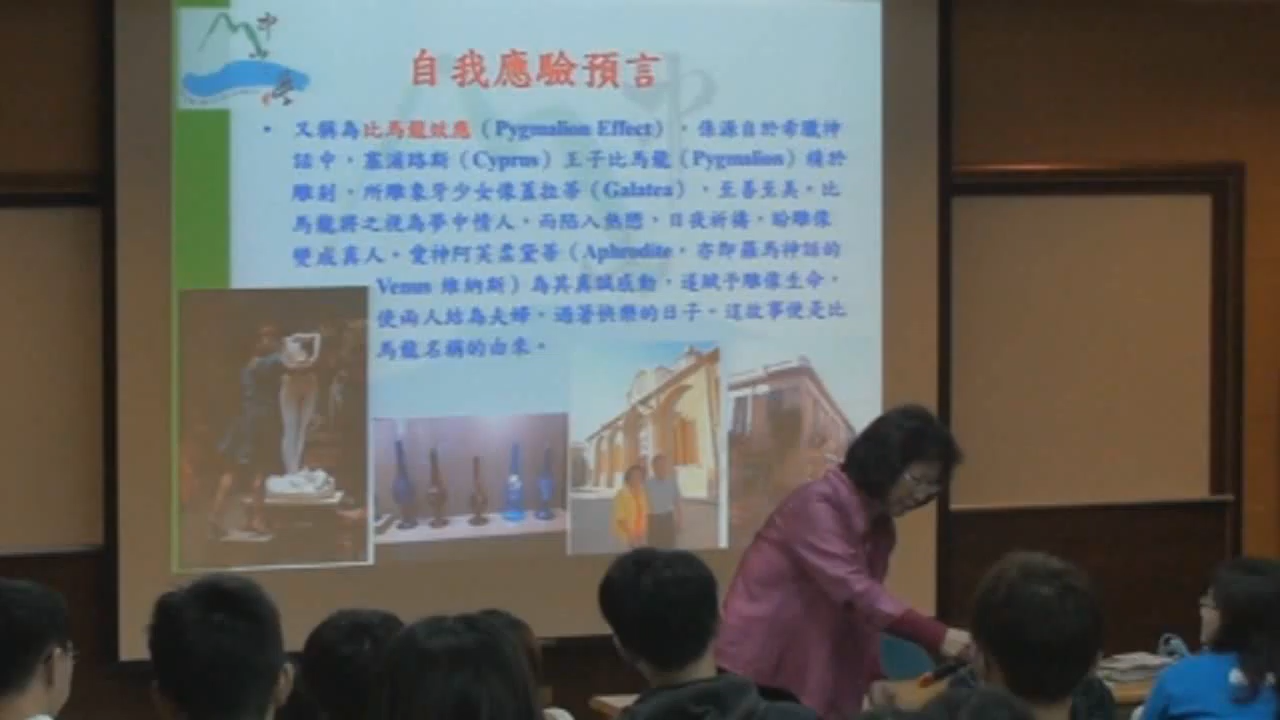 中
自我應驗預言
• 又稱為比馬龍效應（Pygmalion Effect），係源自於希臘神
話中，塞浦路斯（Cyprus）王子比馬龍（Pygmalion）精於
雕刻，所雕象牙少女像蓋拉蒂（Galatea），至善至美。比
馬龍將之視為夢中情人，而陷入熱戀，日夜祈禱，盼雕像
變成真人。愛神阿芙柔黛蒂（Aphrodite，亦即羅馬神話的
Venus 維納斯）為其真誠感動，遂賦予雕像生命，
使兩人結為夫婦，過著快樂的日子。這故事便是比
馬龍名稱的由來。